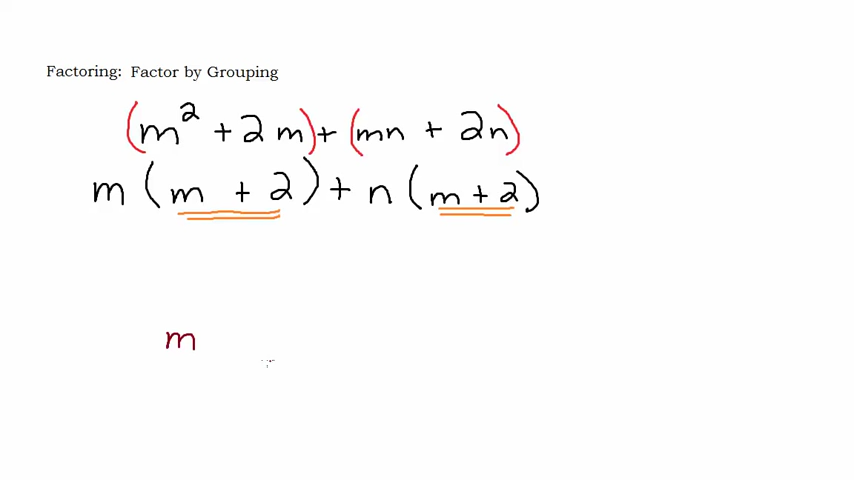 Factoring: Factor by Grouping
(m² + 2m) + (mn + 2n)
m (m + 2) + n (m + 2)
m